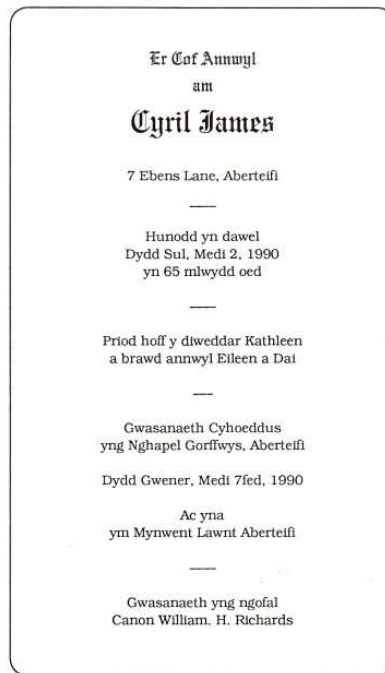 Er Cof Annwyl
am
Cyril James
7 Ebens Lane, Aberteifi
Hunodd yn dawel
Dydd Sul, Medi 2, 1990
yn 65 mlwydd oed
Priod hoff y diweddar Kathleen
a brawd annwyl Eileen a Dai
Gwasanaeth Cyhoeddus
yng Nghapel Gorffwys, Aberteifi
Dydd Gwener, Medi 7fed, 1990
Ac yna
ym Mynwent Lawnt Aberteifi
Gwasanaeth yng ngofal
Canon William. H. Richards